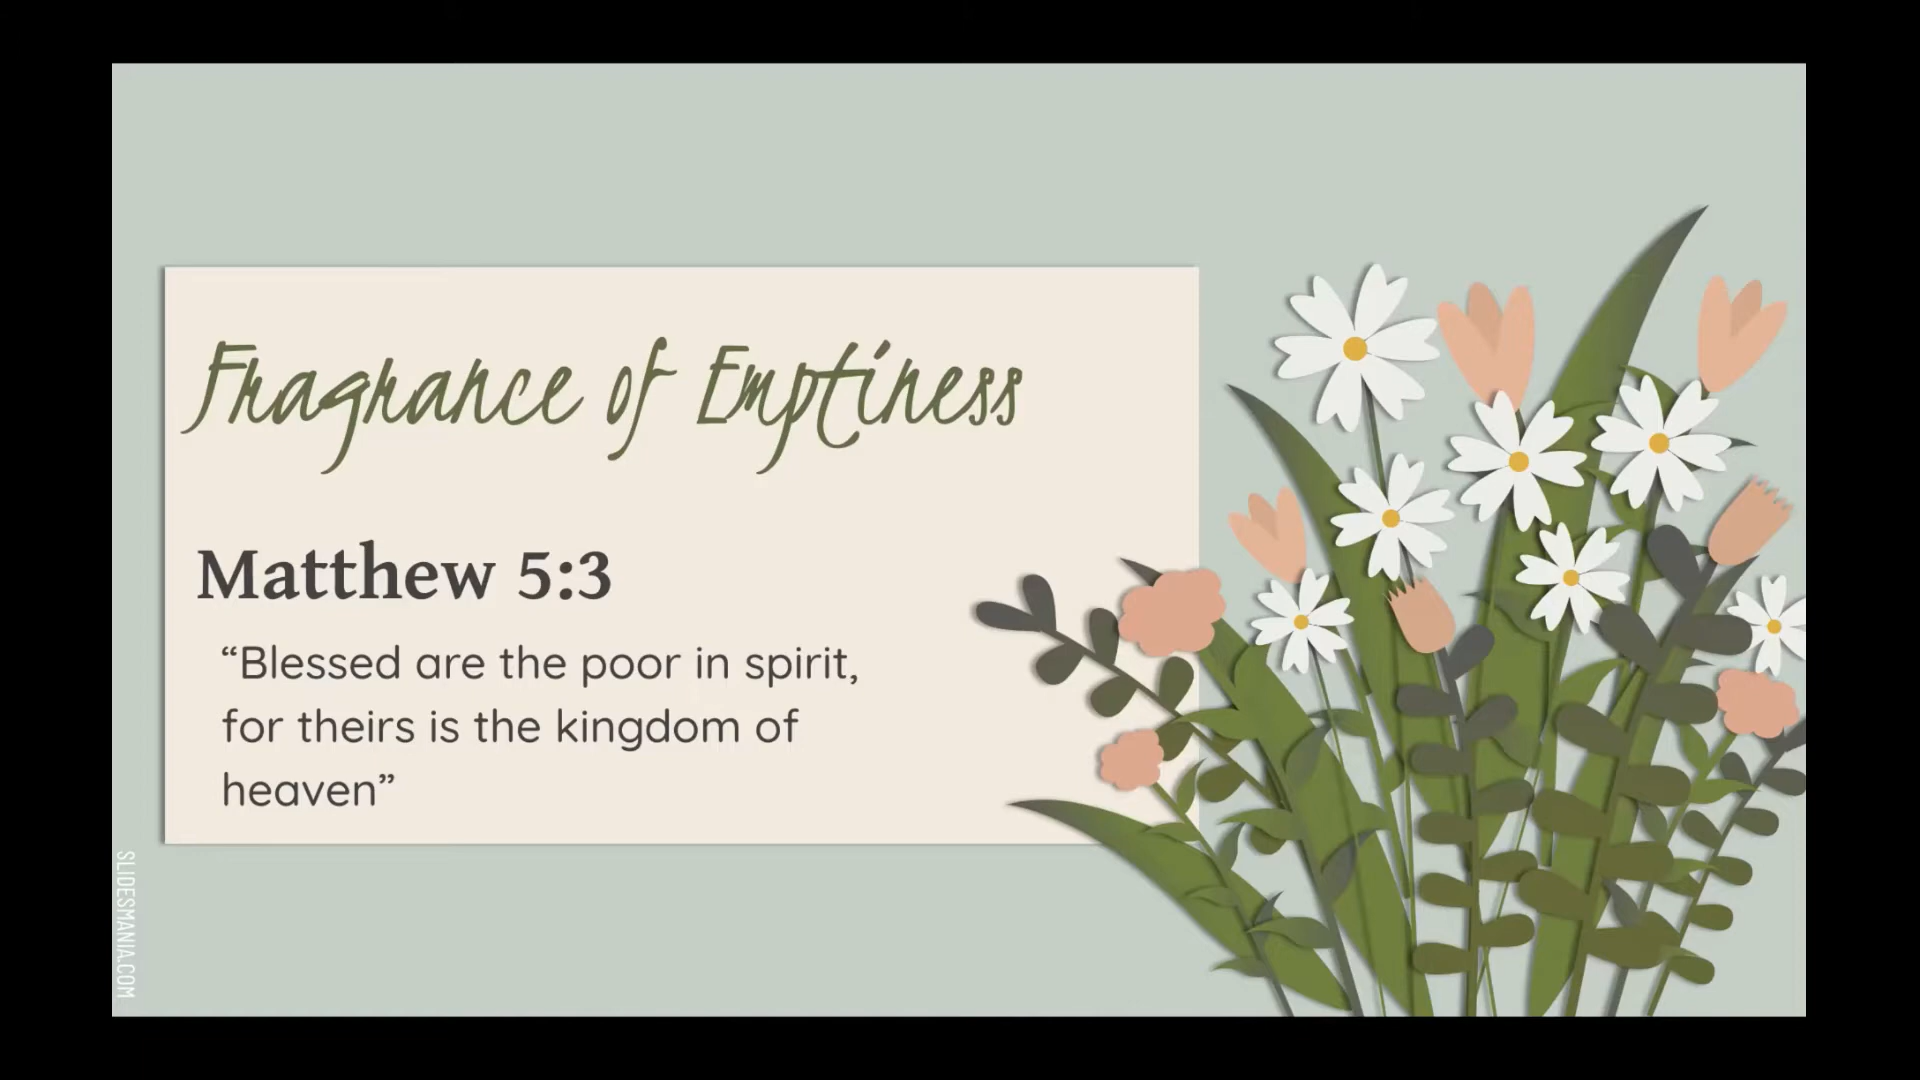 Fragrance of Emptiness
Matthew 5:3
“Blessed are the poor in spirit,
for theirs is the kingdom of
heaven”
SLIDESMANIA.COM